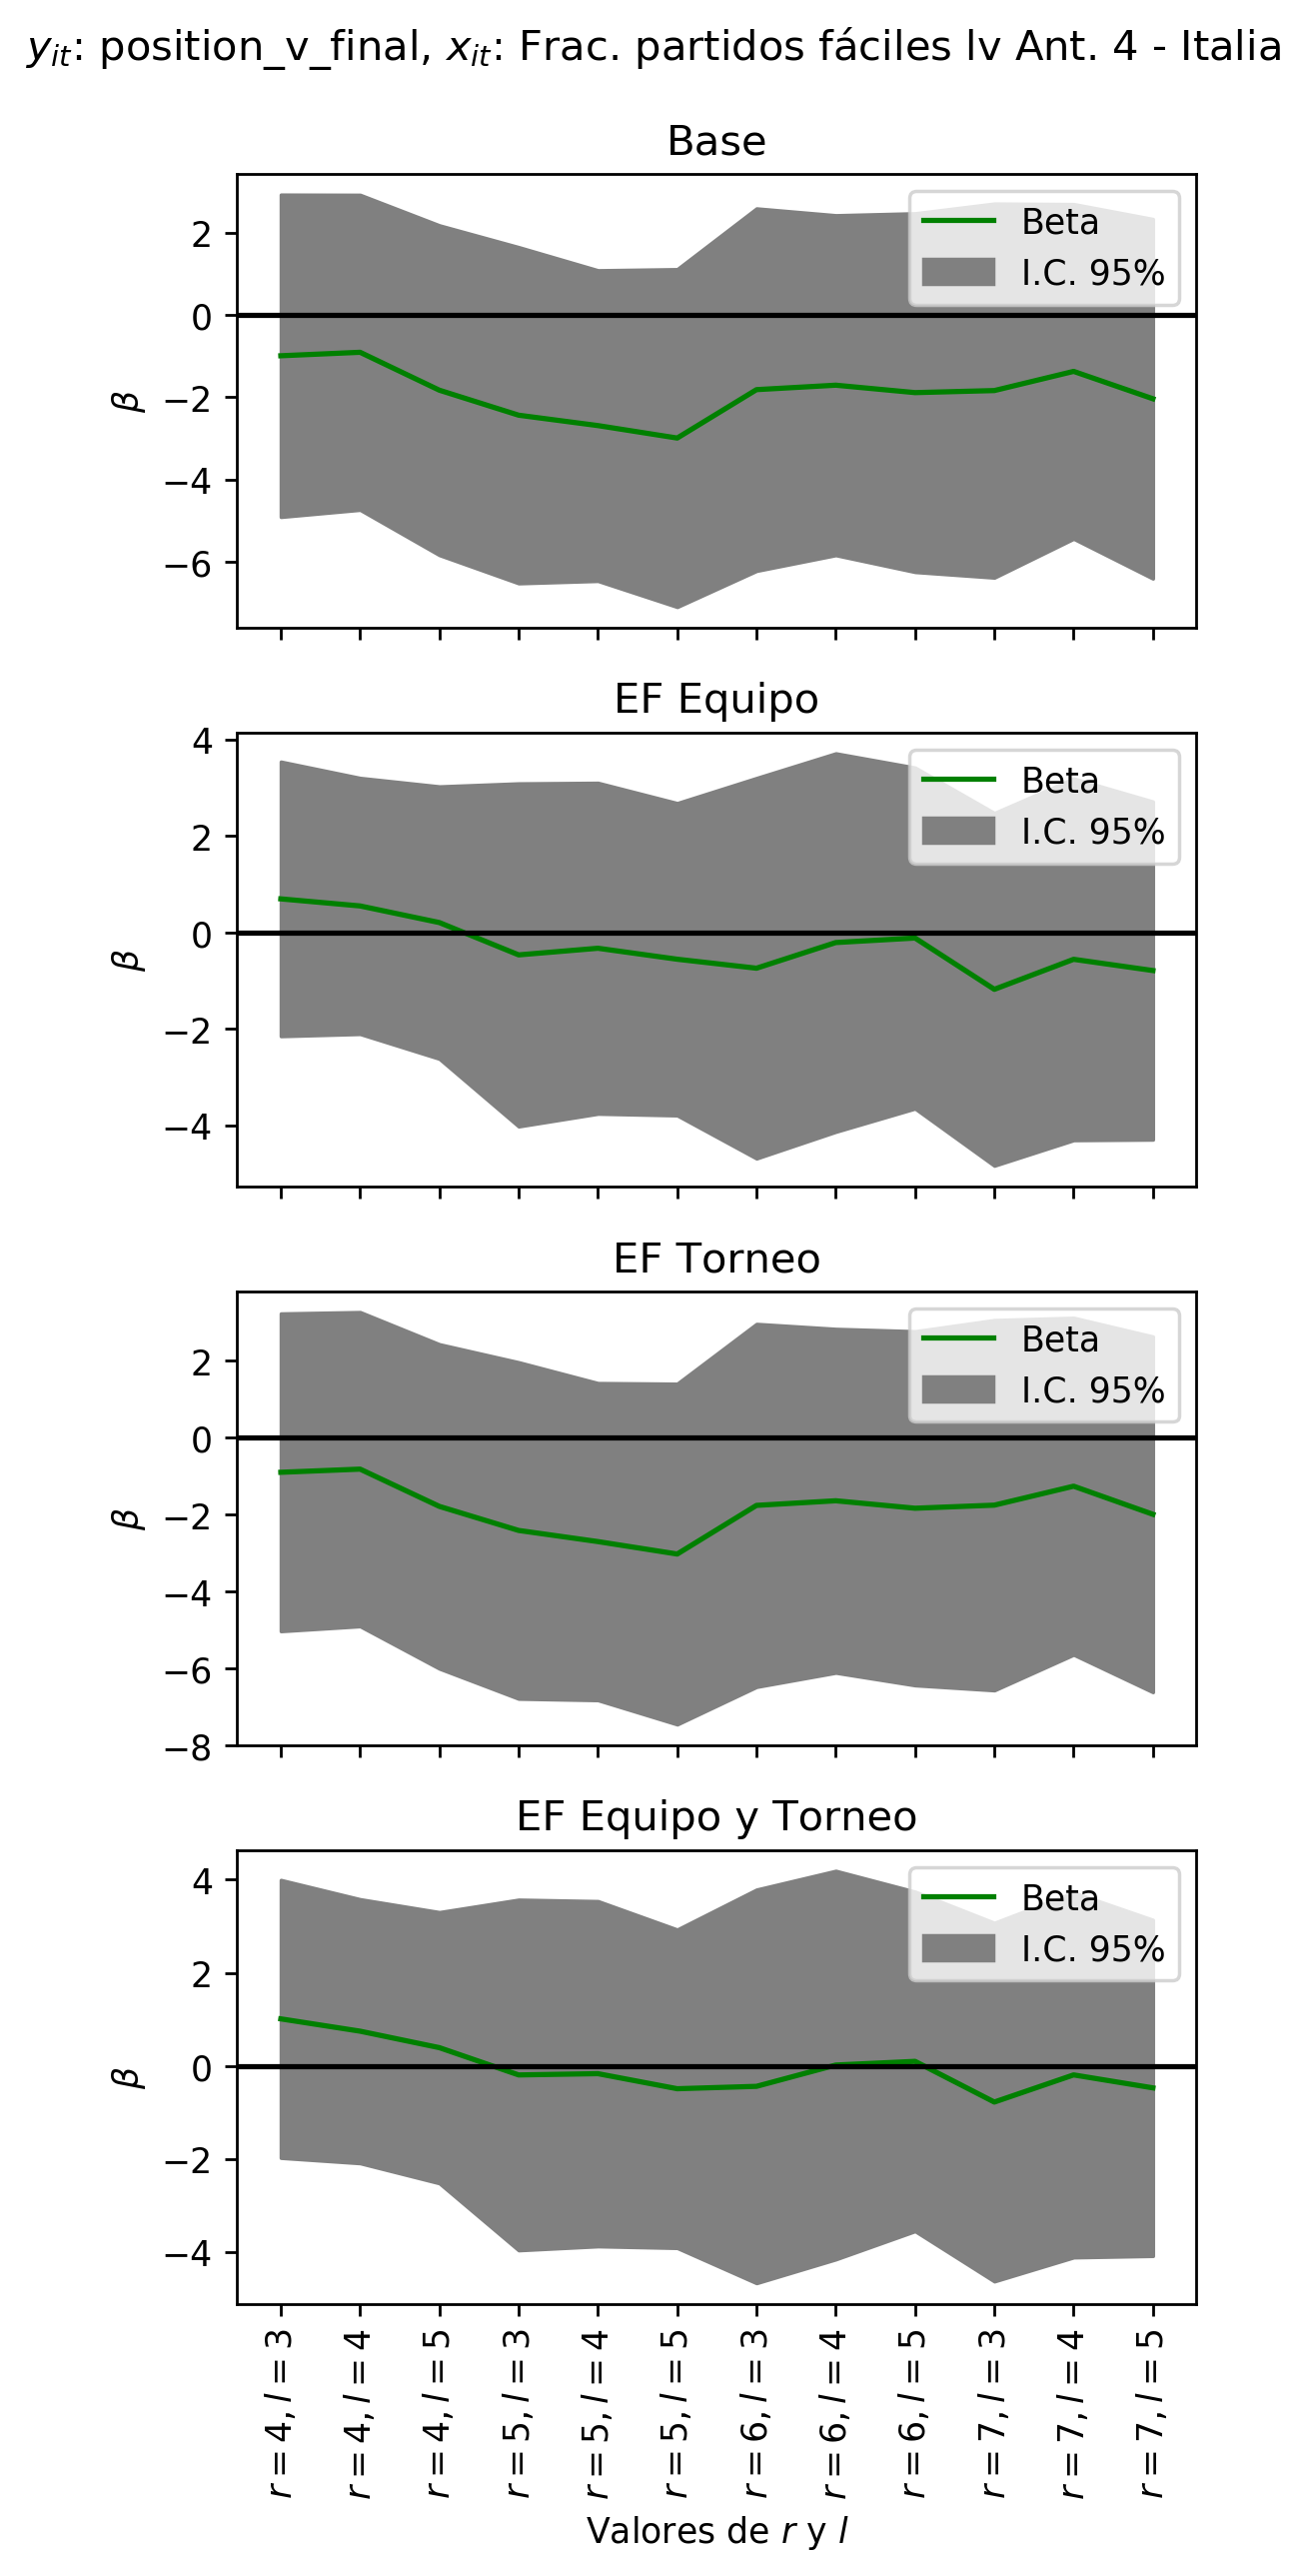 y_it: position_v_final, x_it: Frac. partidos fáciles lv Ant. 4 - Italia
Base
Beta
I.C. 95%
2
0
−2
−4
−6
β
EF Equipo
Beta
I.C. 95%
4
2
0
−2
−4
β
EF Torneo
Beta
I.C. 95%
2
0
−2
−4
−6
−8
β
EF Equipo y Torneo
Beta
I.C. 95%
4
2
0
−2
−4
β
r = 4, l = 3
r = 4, l = 4
r = 4, l = 5
r = 5, l = 3
r = 5, l = 4
r = 5, l = 5
r = 6, l = 3
r = 6, l = 4
r = 6, l = 5
r = 7, l = 3
r = 7, l = 4
r = 7, l = 5
Valores de r y l